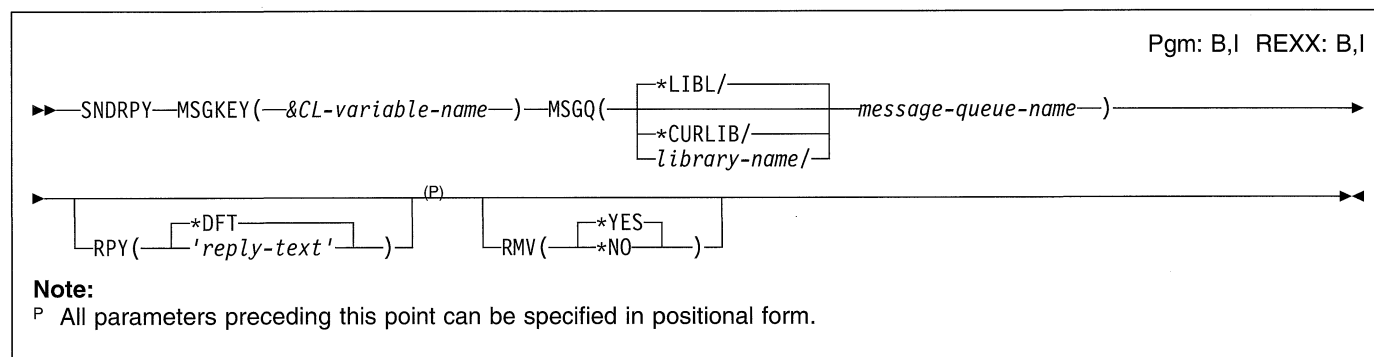 Pgm: B,I REXX: B,I
*LIBL/
SNDRPY MSGKEY( &CL-variable-name ) MSGQ( message-queue-name )
*CURLIB/
library-name/
(P)
*DFT *YES
RPY( 'reply-text' ) RMV( *NO )
Note:
P All parameters preceding this point can be specified in positional form.